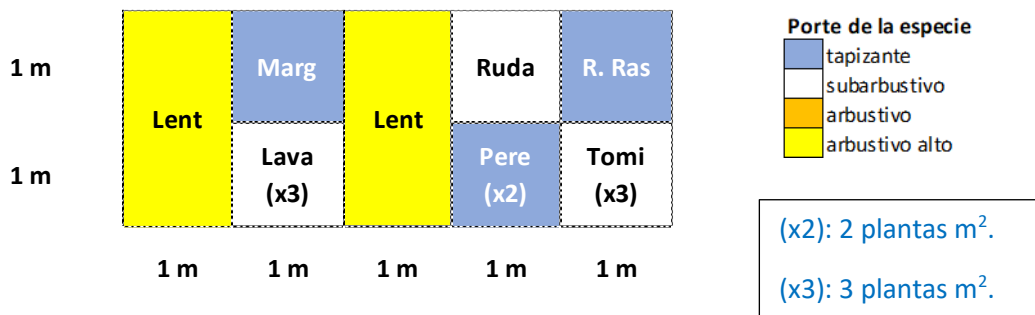 1 m
Marg
Ruda
R. Ras
Lent
Lent
1 m
Lava
(x3)
Pere
(x2)
Tomi
(x3)
1 m
1 m
1 m
1 m
1 m
Porte de la especie
tapizante
subarbustivo
arbustivo
arbustivo alto
(x2): 2 plantas m².
(x3): 3 plantas m².